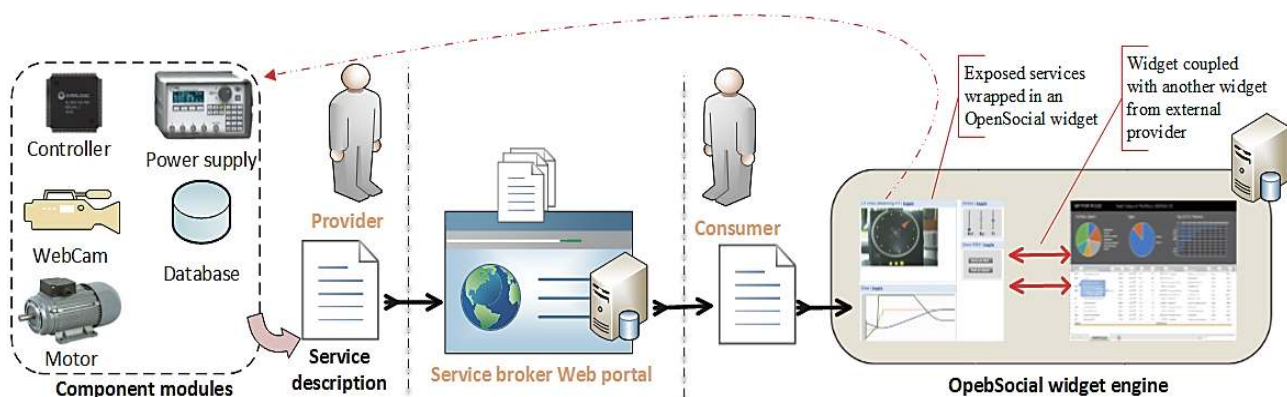 Controller
Power supply
WebCam
Database
Motor
Component modules
Provider
Service
description
Service broker Web portal
Consumer
Exposed services
wrapped in an
OpenSocial widget
Widget coupled
with another widget
from external
provider
OpebSocial widget engine